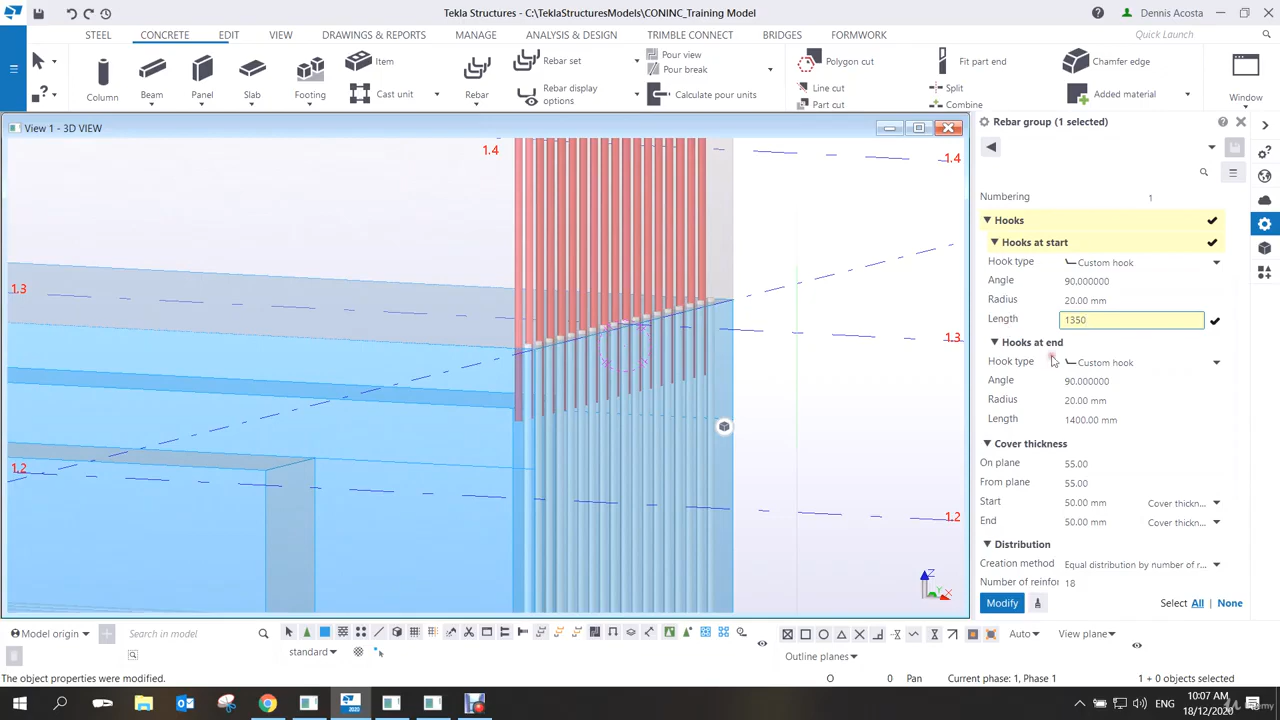 Tekla Structures - C:\TeklaStructuresModels\CONINC_Training Model
Dennis Acosta
STEEL CONCRETE EDIT VIEW DRAWINGS & REPORTS MANAGE ANALYSIS & DESIGN TRIMBLE CONNECT BRIDGES FORMWORK Quick Launch
Column Beam Panel Slab Footing
Item
Cast unit
Rebar
Rebar set
Rebar display options
Pour view
Pour break
Calculate pour units
Polygon cut
Line cut
Part cut
Fit part end
Split
Combine
Chamfer edge
Added material
Window
View 1 - 3D VIEW
1.4
1.4
1.3
1.3
1.2
1.2
Z
Rebar group (1 selected)
Numbering 1
Hooks
Hooks at start
Hook type Custom hook
Angle 90.000000
Radius 20.00 mm
Length 1350
Hooks at end
Hook type Custom hook
Angle 90.000000
Radius 20.00 mm
Length 1400.00 mm
Cover thickness
On plane 55.00
From plane 55.00
Start 50.00 mm Cover thickn...
End 50.00 mm Cover thickn...
Distribution
Creation method Equal distribution by number of r...
Number of reinfor 18
Modify Select All | None
Model origin Search in model Auto View plane
standard Outline planes
The object properties were modified. O 0 Pan Current phase: 1, Phase 1 1 + 0 objects selected
2020
ENG
10:07 AM
18/12/2020
Udemy